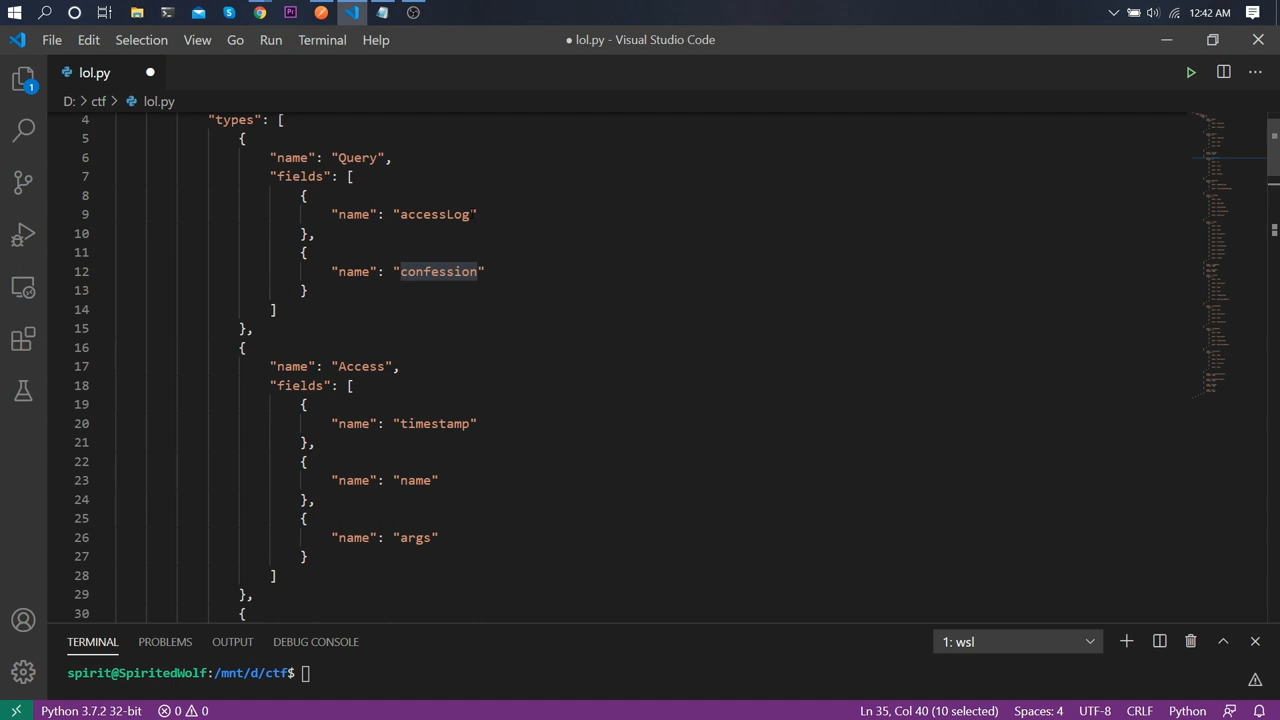 12:42 AM
File Edit Selection View Go Run Terminal Help
● lol.py - Visual Studio Code
lol.py
D: > ctf > lol.py
4 "types": [
5 {
6 "name": "Query",
7 "fields": [
8 {
9 "name": "accessLog"
10 },
11 {
12 "name": "confession"
13 }
14 ]
15 },
16 {
17 "name": "Access",
18 "fields": [
19 {
20 "name": "timestamp"
21 },
22 {
23 "name": "name"
24 },
25 {
26 "name": "args"
27 }
28 ]
29 },
30 {
1
TERMINAL PROBLEMS OUTPUT DEBUG CONSOLE 1: wsl
spirit@SpiritedWolf:/mnt/d/ctf$
Python 3.7.2 32-bit 0 0 Ln 35, Col 40 (10 selected) Spaces: 4 UTF-8 CRLF Python